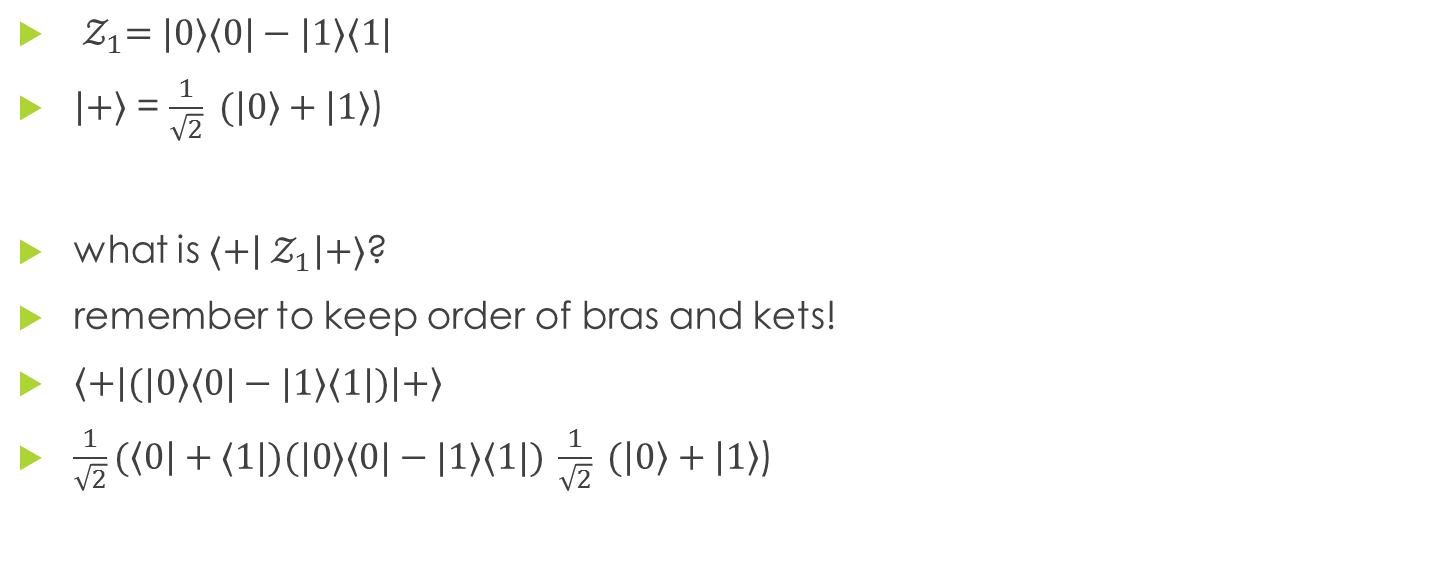 𝒵₁= |0⟩⟨0| − |1⟩⟨1|
|+⟩ = 1/√2 (|0⟩ + |1⟩)
what is ⟨+| 𝒵₁|+⟩?
remember to keep order of bras and kets!
⟨+|(|0⟩⟨0| − |1⟩⟨1|)|+⟩
1/√2 (⟨0| + ⟨1|)(|0⟩⟨0| − |1⟩⟨1|) 1/√2 (|0⟩ + |1⟩)